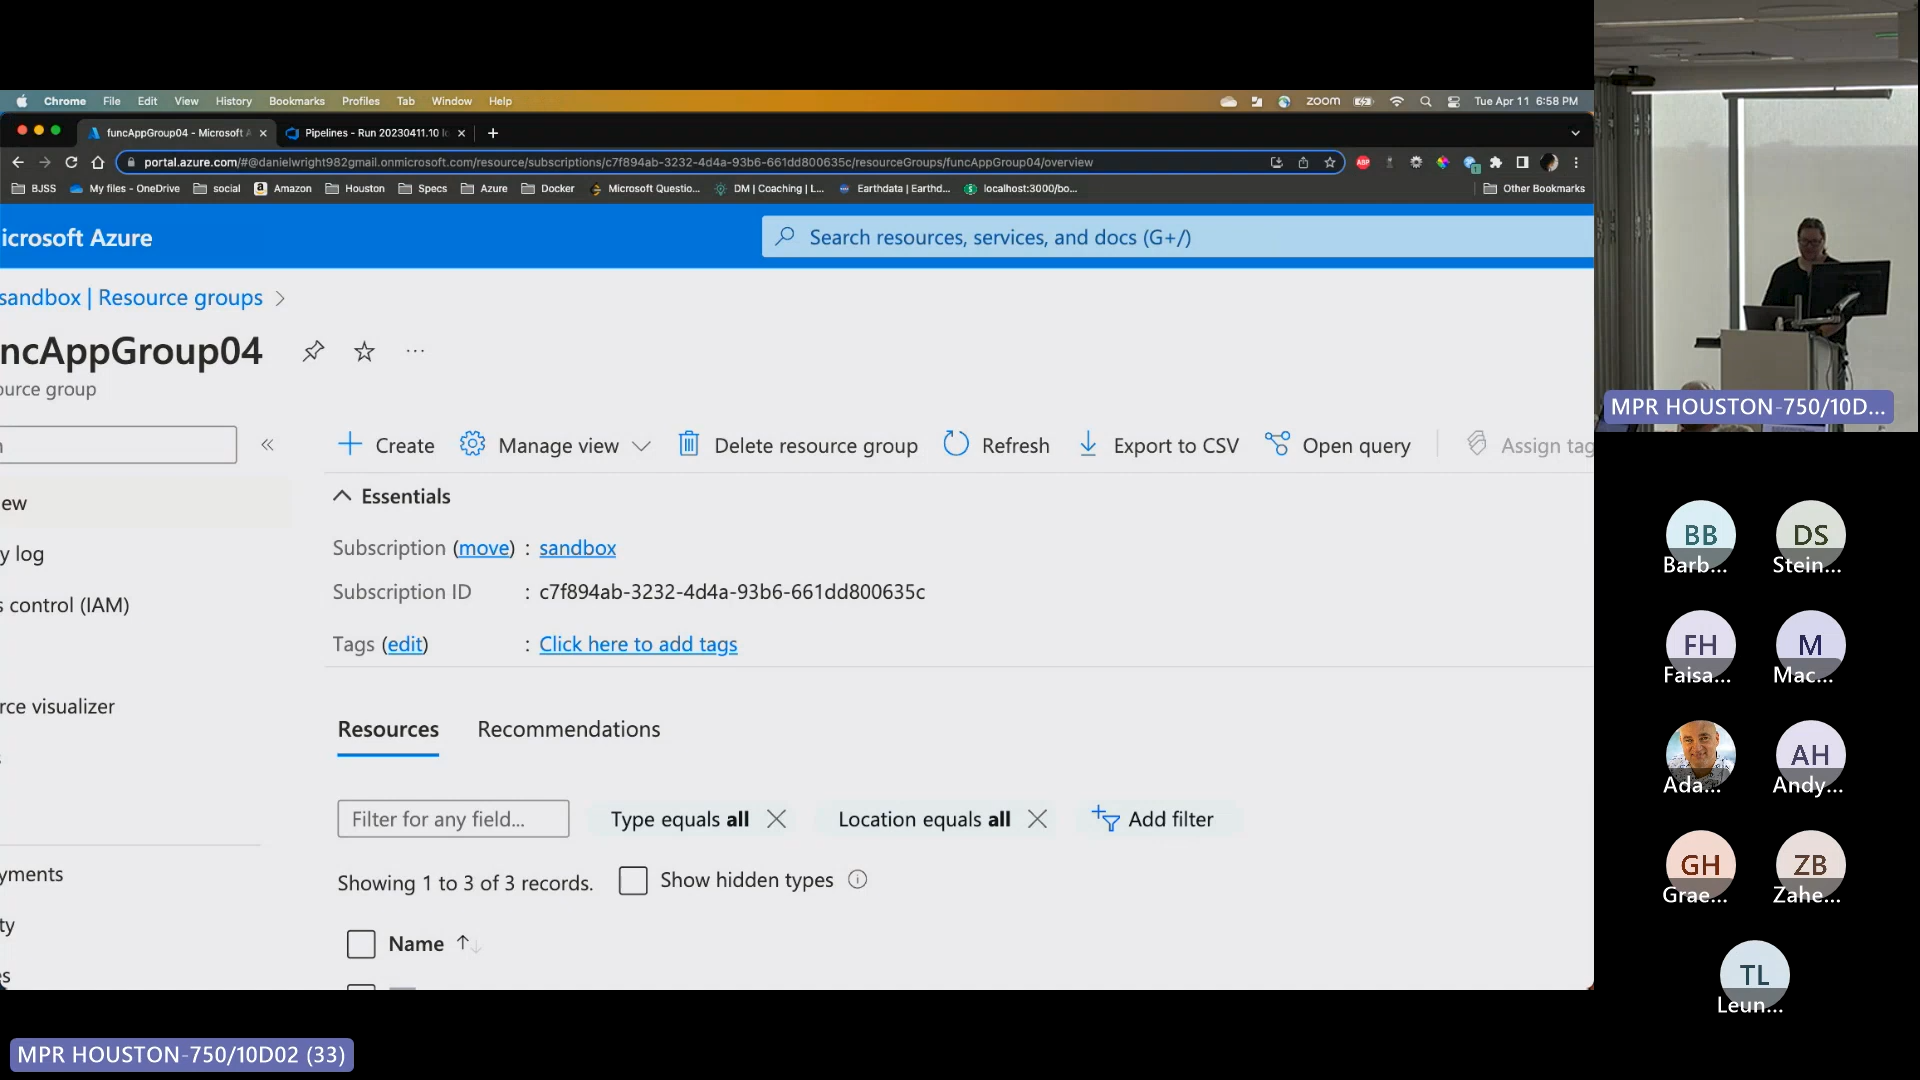 Chrome File Edit View History Bookmarks Profiles Tab Window Help
zoom Tue Apr 11 6:58 PM
funcAppGroup04 - Microsoft A
Pipelines - Run 20230411.10 lo
portal.azure.com/#@danielwright982gmail.onmicrosoft.com/resource/subscriptions/c7f894ab-3232-4d4a-93b6-661dd800635c/resourceGroups/funcAppGroup04/overview
ABP
BJSS My files - OneDrive social Amazon Houston Specs Azure Docker Microsoft Questio... DM | Coaching | L... Earthdata | Earthd... localhost:3000/bo... Other Bookmarks
icrosoft Azure
Search resources, services, and docs (G+/)
sandbox | Resource groups
ncAppGroup04
ource group
ew
y log
s control (IAM)
rce visualizer
yments
ty
es
Create Manage view Delete resource group Refresh Export to CSV Open query Assign tag
Essentials
Subscription (move) : sandbox
Subscription ID : c7f894ab-3232-4d4a-93b6-661dd800635c
Tags (edit) : Click here to add tags
Resources Recommendations
Filter for any field... Type equals all Location equals all Add filter
Showing 1 to 3 of 3 records. Show hidden types
Name
MPR HOUSTON-750/10D...
BB
Barb...
DS
Stein...
FH
Faisa...
M
Mac...
Ada...
AH
Andy...
GH
Grae...
ZB
Zahe...
TL
Leun...
MPR HOUSTON-750/10D02 (33)